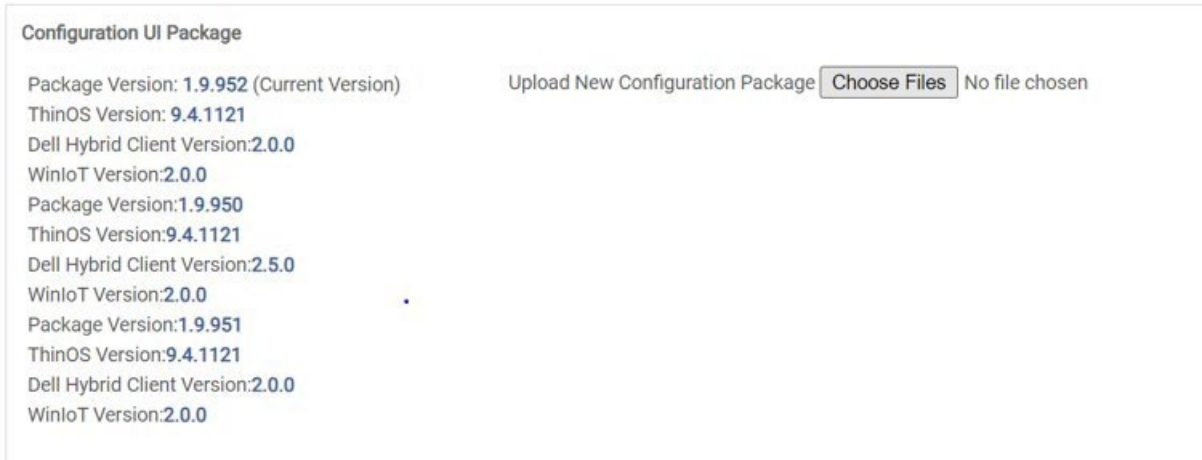 Configuration UI Package
Package Version: 1.9.952 (Current Version)
Upload New Configuration Package Choose Files No file chosen
ThinOS Version: 9.4.1121
Dell Hybrid Client Version:2.0.0
WinIoT Version:2.0.0
Package Version:1.9.950
ThinOS Version:9.4.1121
Dell Hybrid Client Version:2.5.0
WinIoT Version:2.0.0
Package Version:1.9.951
ThinOS Version:9.4.1121
Dell Hybrid Client Version:2.0.0
WinIoT Version:2.0.0